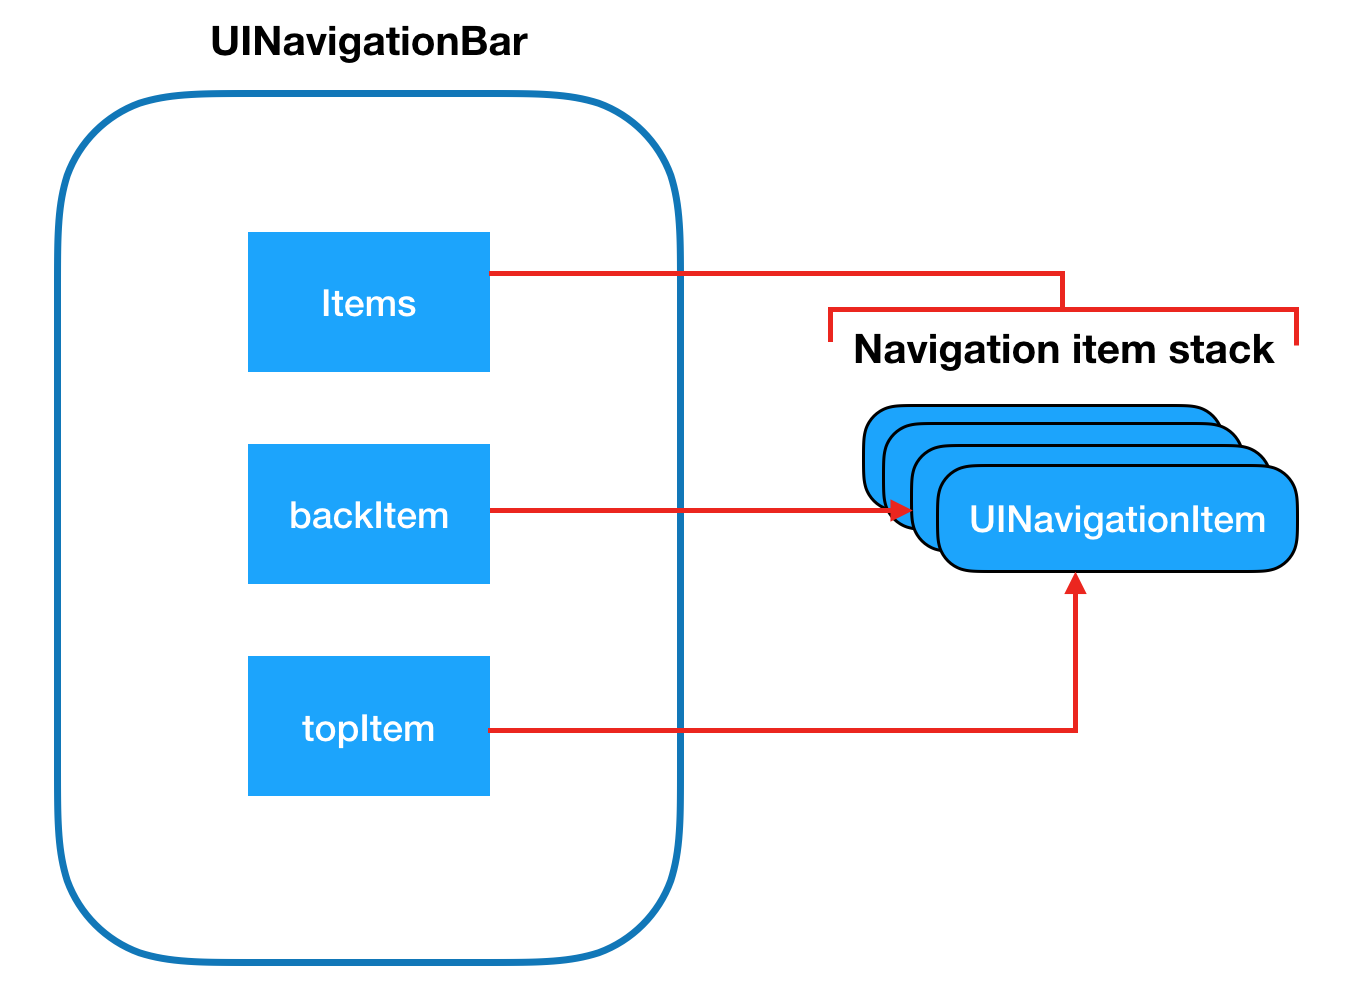 UINavigationBar
Items
Navigation item stack
backItem
UINavigationItem
topItem